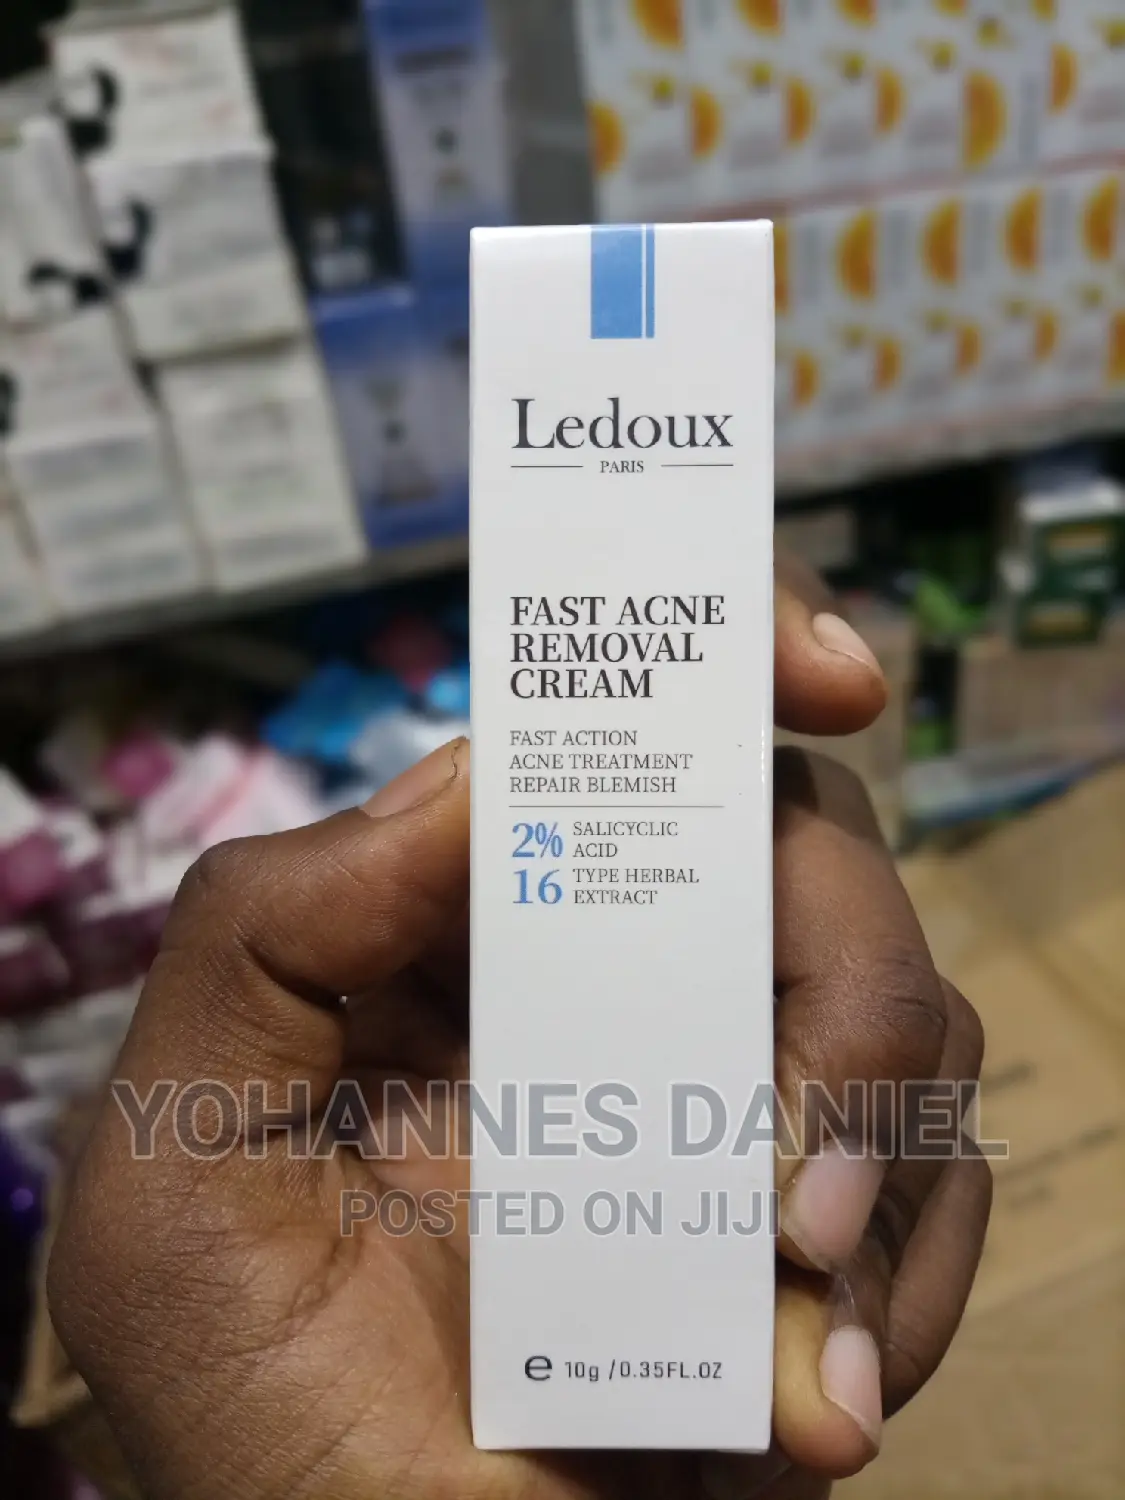 Ledoux
PARIS
FAST ACNE
REMOVAL
CREAM
FAST ACTION
ACNE TREATMENT
REPAIR BLEMISH
2% SALICYCLIC
ACID
16 TYPE HERBAL
EXTRACT
YOHANNES DANIEL
POSTED ON JIJI
e 10g /0.35FL.OZ